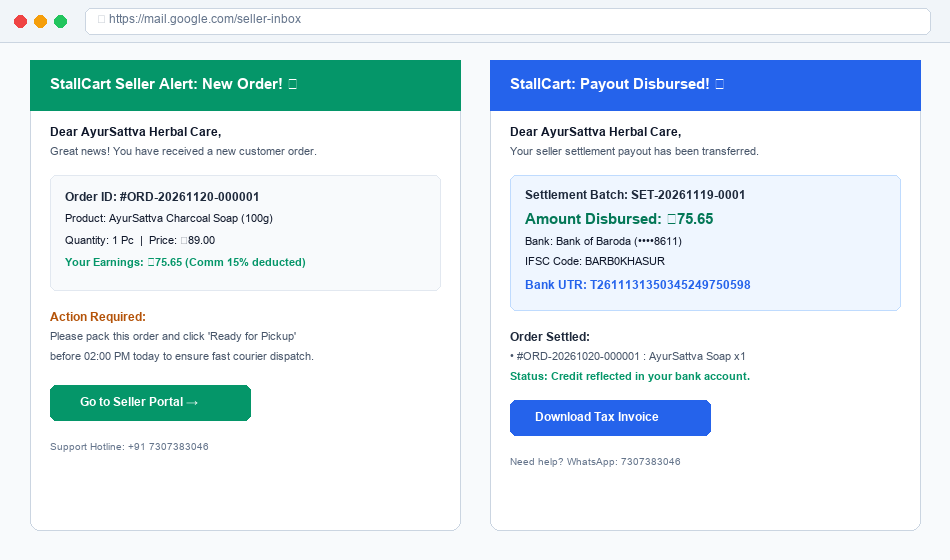 https://mail.google.com/seller-inbox
StallCart Seller Alert: New Order! □
Dear AyurSattva Herbal Care,
Great news! You have received a new customer order.
Order ID: #ORD-20261120-000001
Product: AyurSattva Charcoal Soap (100g)
Quantity: 1 Pc | Price: □89.00
Your Earnings: □75.65 (Comm 15% deducted)
Action Required:
Please pack this order and click 'Ready for Pickup'
before 02:00 PM today to ensure fast courier dispatch.
Go to Seller Portal →
Support Hotline: +91 7307383046
StallCart: Payout Disbursed! □
Dear AyurSattva Herbal Care,
Your seller settlement payout has been transferred.
Settlement Batch: SET-20261119-0001
Amount Disbursed: □75.65
Bank: Bank of Baroda (••••8611)
IFSC Code: BARB0KHASUR
Bank UTR: T2611131350345249750598
Order Settled:
• #ORD-20261020-000001 : AyurSattva Soap x1
Status: Credit reflected in your bank account.
Download Tax Invoice
Need help? WhatsApp: 7307383046